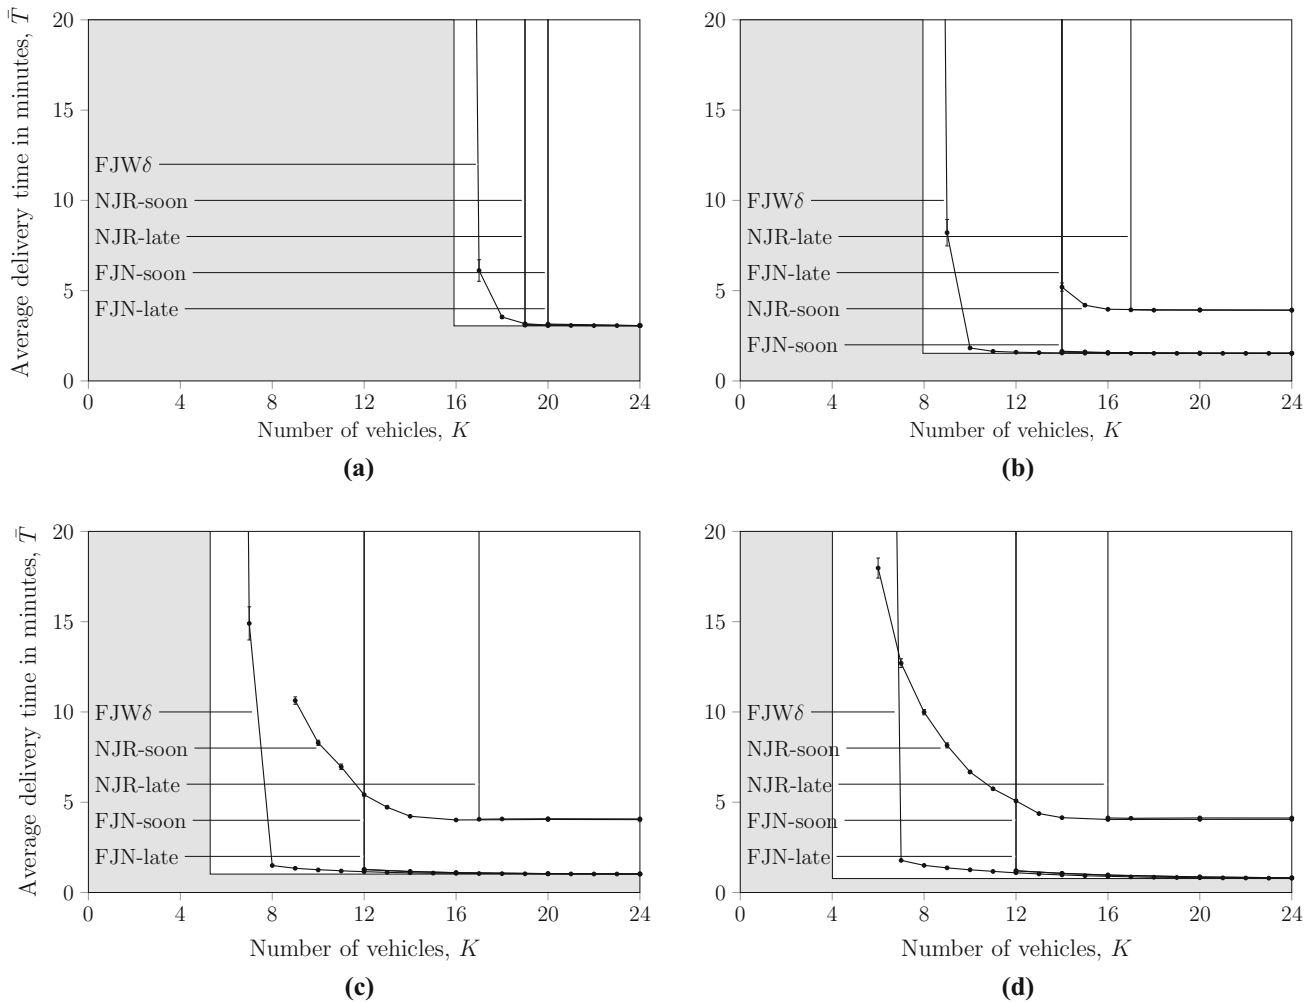 Average delivery time in minutes, T̄
20
15
10
5
0
FJWδ
NJR-soon
NJR-late
FJN-soon
FJN-late
0 4 8 12 16 20 24
Number of vehicles, K
(a)
20
15
10
5
0
FJWδ
NJR-late
FJN-late
NJR-soon
FJN-soon
0 4 8 12 16 20 24
Number of vehicles, K
(b)
Average delivery time in minutes, T̄
20
15
10
5
0
FJWδ
NJR-soon
NJR-late
FJN-soon
FJN-late
0 4 8 12 16 20 24
Number of vehicles, K
(c)
20
15
10
5
0
FJWδ
NJR-soon
NJR-late
FJN-soon
FJN-late
0 4 8 12 16 20 24
Number of vehicles, K
(d)